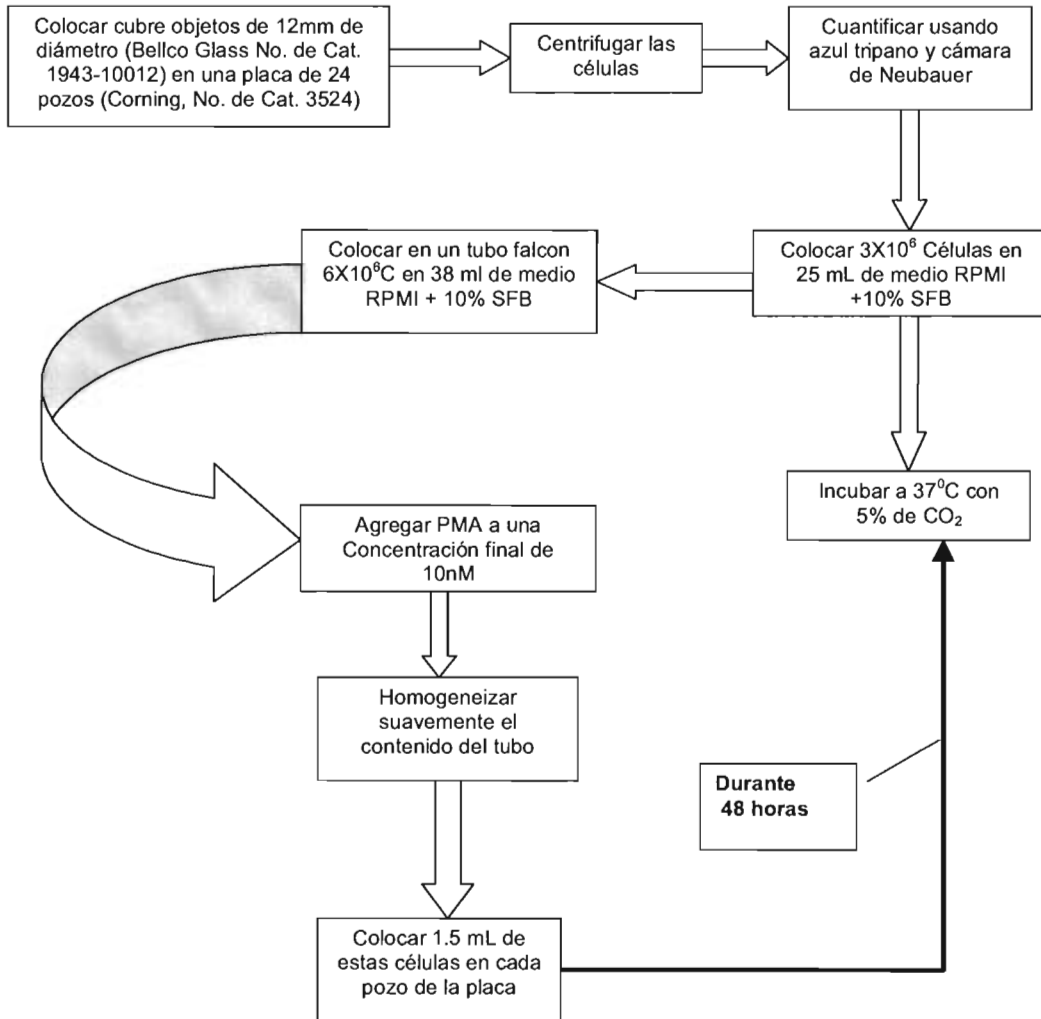 Colocar cubre objetos de 12mm de
diámetro (Bellco Glass No. de Cat.
1943-10012) en una placa de 24
pozos (Corning, No. de Cat. 3524)
Centrifugar las
células
Cuantificar usando
azul tripano y cámara
de Neubauer
Colocar en un tubo falcon
6X10⁶C en 38 ml de medio
RPMI + 10% SFB
Colocar 3X10⁶ Células en
25 mL de medio RPMI
+10% SFB
Incubar a 37⁰C con
5% de CO₂
Agregar PMA a una
Concentración final de
10nM
Homogeneizar
suavemente el
contenido del tubo
Durante
48 horas
Colocar 1.5 mL de
estas células en cada
pozo de la placa